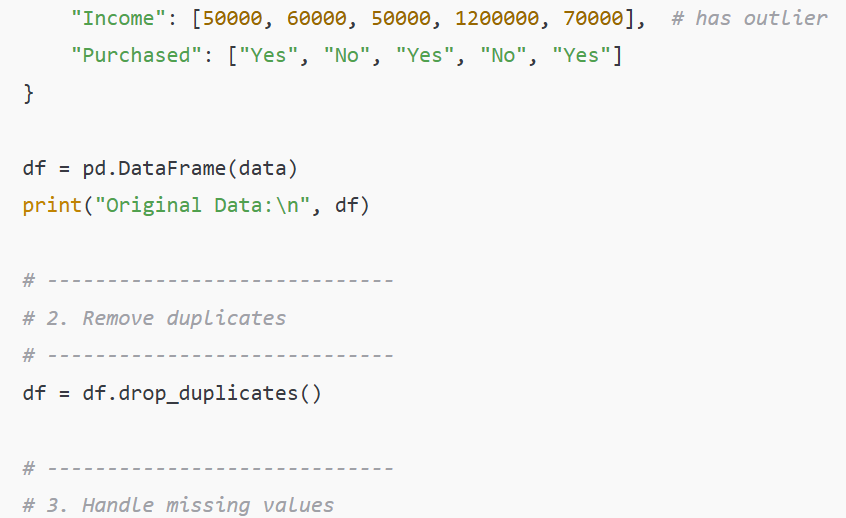 "Income": [50000, 60000, 50000, 1200000, 70000],  # has outlier
"Purchased": ["Yes", "No", "Yes", "No", "Yes"]
}
df = pd.DataFrame(data)
print("Original Data:\n", df)
# -----------------------------
# 2. Remove duplicates
# -----------------------------
df = df.drop_duplicates()
# -----------------------------
# 3. Handle missing values